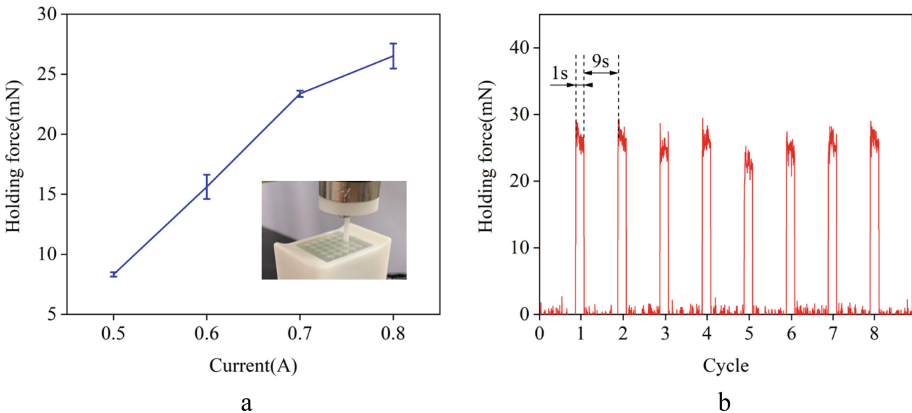 30
25
20
15
10
5
Holding force(mN)
0.5 0.6 0.7 0.8
Current(A)
a
40
30
20
10
0
Holding force(mN)
1s 9s
0 1 2 3 4 5 6 7 8
Cycle
b